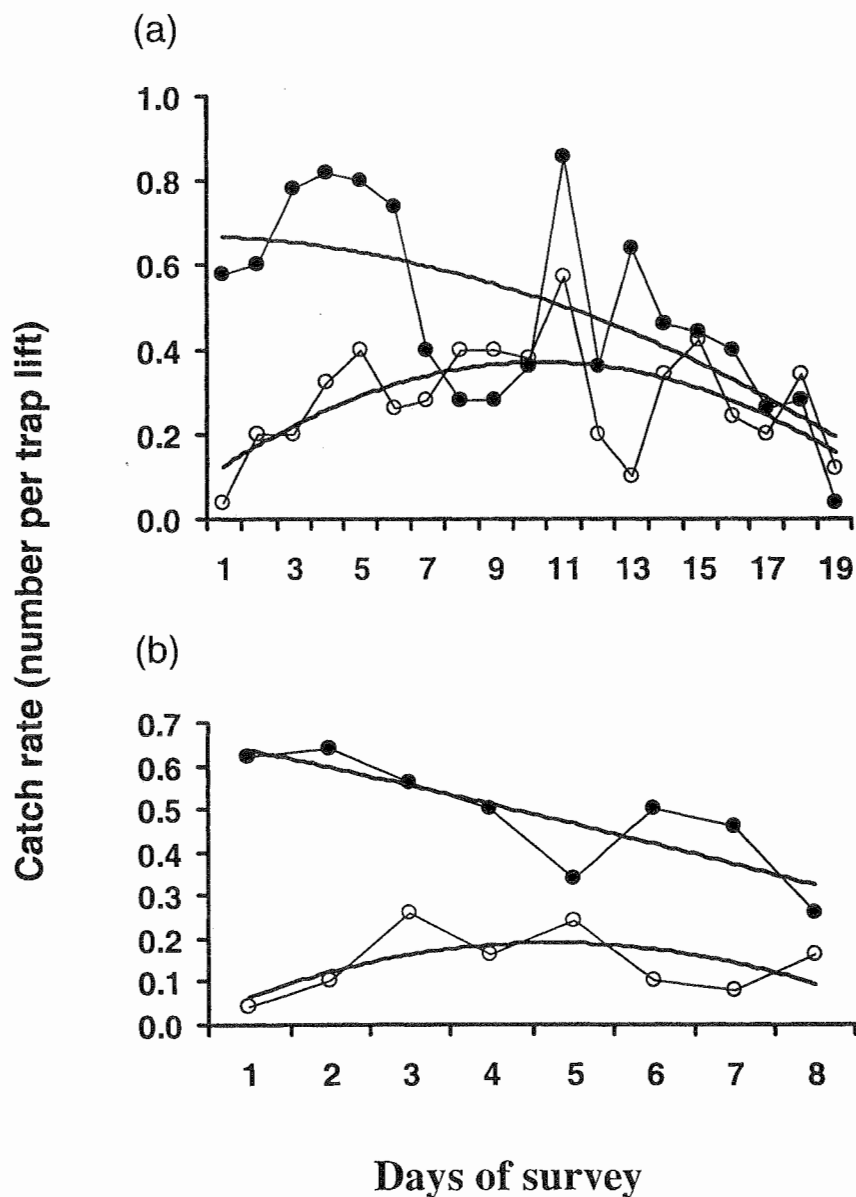 (a)
Catch rate (number per trap lift)
1.0
0.8
0.6
0.4
0.2
0.0
1 3 5 7 9 11 13 15 17 19
(b)
0.7
0.6
0.5
0.4
0.3
0.2
0.1
0.0
1 2 3 4 5 6 7 8
Days of survey